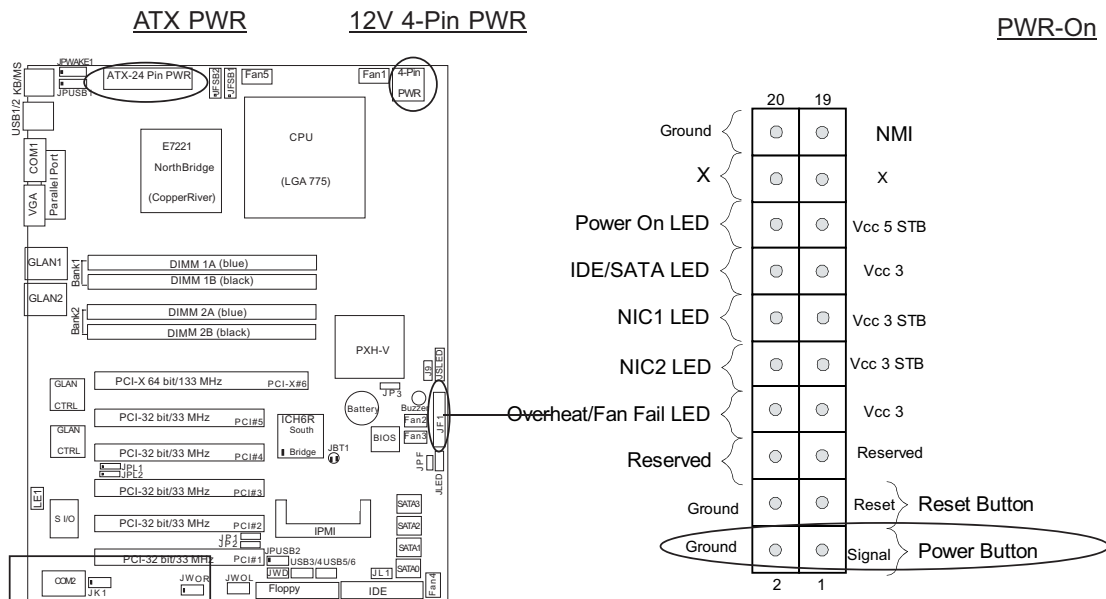 ATX PWR
12V 4-Pin PWR
PWR-On
KB/MS
JPWAKE1
JPUSB1
ATX-24 Pin PWR
JFSB2
JFSB1
Fan5
Fan1
4-Pin
PWR
USB1/2
COM1
Parallel Port
VGA
E7221
NorthBridge
(CopperRiver)
CPU
(LGA 775)
GLAN1
GLAN2
Bank1
DIMM 1A (blue)
DIMM 1B (black)
Bank2
DIMM 2A (blue)
DIMM 2B (black)
PXH-V
J9
JSLED
JP3
GLAN
CTRL
PCI-X 64 bit/133 MHz
PCI-X#6
Battery
Buzzer
Fan2
Fan3
JF1
PCI-32 bit/33 MHz
PCI#5
ICH6R
South
Bridge
JBT1
BIOS
GLAN
CTRL
PCI-32 bit/33 MHz
PCI#4
JPF
JLED
JPL1
JPL2
LE1
PCI-32 bit/33 MHz
PCI#3
S I/O
PCI-32 bit/33 MHz
PCI#2
IPMI
SATA3
SATA2
SATA1
SATA0
JP1
JP2
PCI-32 bit/33 MHz
PCI#1
JPUSB2
USB3/4
USB5/6
JWD
JL1
COM2
JK1
JWOR
JWOL
Floppy
IDE
Fan4
20
19
Ground
NMI
X
X
Power On LED
Vcc 5 STB
IDE/SATA LED
Vcc 3
NIC1 LED
Vcc 3 STB
NIC2 LED
Vcc 3 STB
Overheat/Fan Fail LED
Vcc 3
Reserved
Reserved
Ground
Reset
Reset Button
Ground
Signal
Power Button
2
1